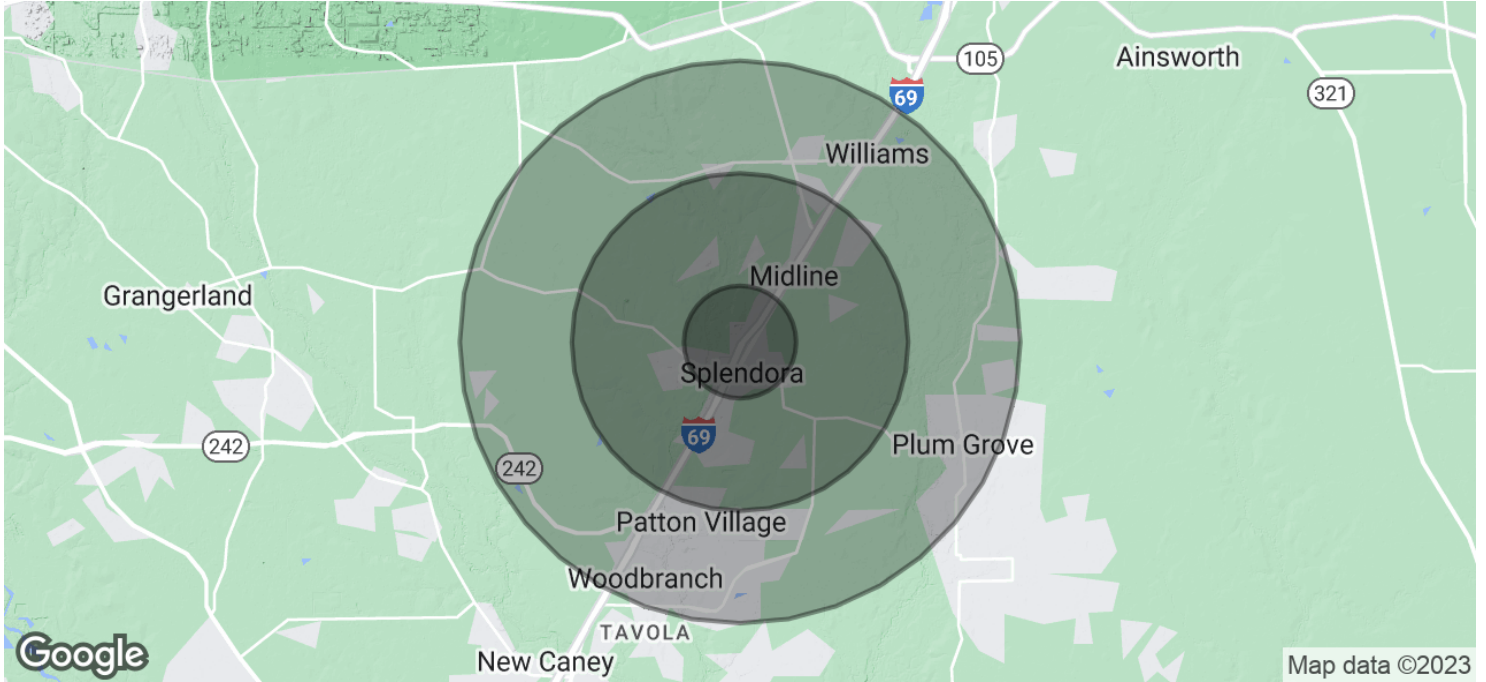 Ainsworth
105
69
321
Williams
Midline
Grangerland
Splendora
69
242
Plum Grove
242
Patton Village
Woodbranch
TAVOLA
New Caney
Google
Map data ©2023